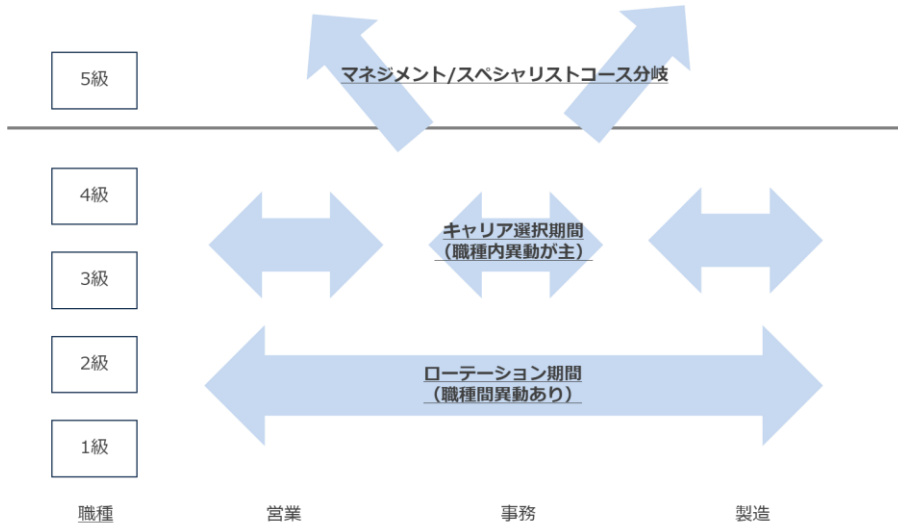 5級
マネジメント/スペシャリストコース分岐
4級
キャリア選択期間
（職種内異動が主）
3級
2級
ローテーション期間
（職種間異動あり）
1級
職種 営業 事務 製造